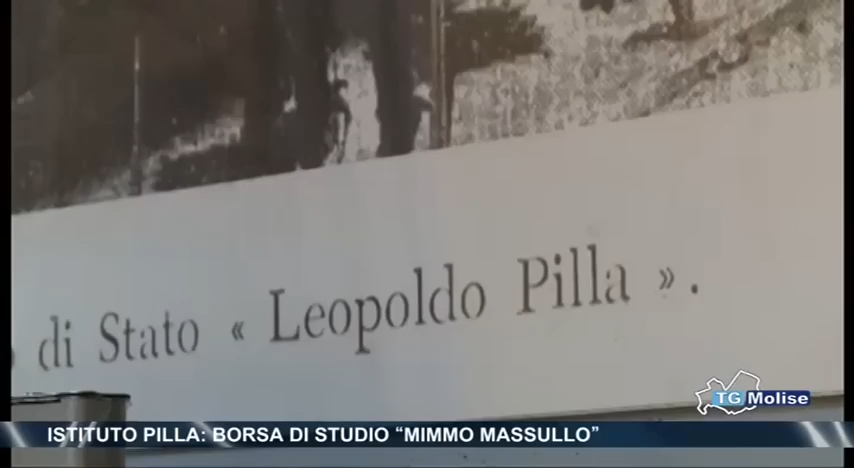 di Stato « Leopoldo Pilla ».
TG Molise
ISTITUTO PILLA: BORSA DI STUDIO “MIMMO MASSULLO”